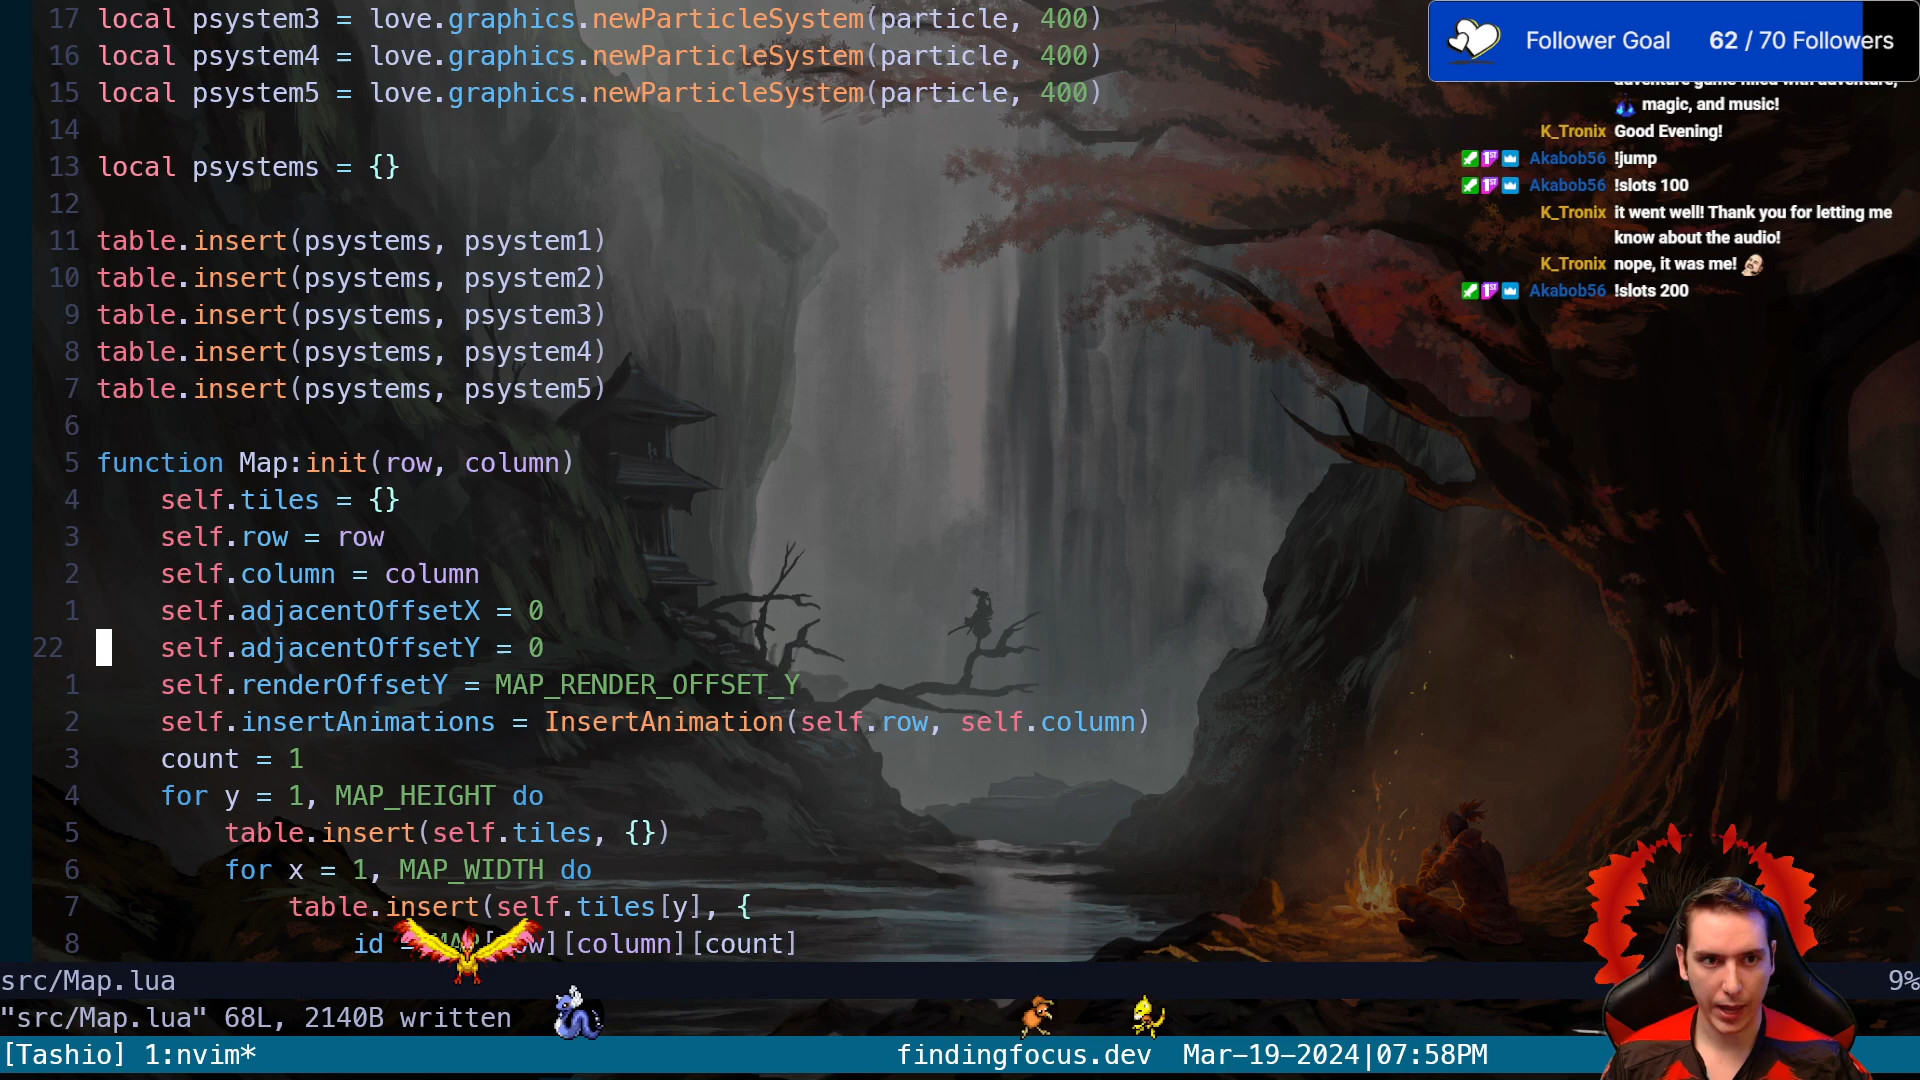 17 local psystem3 = love.graphics.newParticleSystem(particle, 400)
16 local psystem4 = love.graphics.newParticleSystem(particle, 400)
15 local psystem5 = love.graphics.newParticleSystem(particle, 400)
14
13 local psystems = {}
12
11 table.insert(psystems, psystem1)
10 table.insert(psystems, psystem2)
9 table.insert(psystems, psystem3)
8 table.insert(psystems, psystem4)
7 table.insert(psystems, psystem5)
6
5 function Map:init(row, column)
4 self.tiles = {}
3 self.row = row
2 self.column = column
1 self.adjacentOffsetX = 0
22 self.adjacentOffsetY = 0
1 self.renderOffsetY = MAP_RENDER_OFFSET_Y
2 self.insertAnimations = InsertAnimation(self.row, self.column)
3 count = 1
4 for y = 1, MAP_HEIGHT do
5 table.insert(self.tiles, {})
6 for x = 1, MAP_WIDTH do
7 table.insert(self.tiles[y], {
8 id = [column][count]
src/Map.lua 9%
"src/Map.lua" 68L, 2140B written
[Tashio] 1:nvim* findingfocus.dev Mar-19-2024|07:58PM
Follower Goal 62 / 70 Followers
adventure game filled with adventure,
magic, and music!
K_Tronix Good Evening!
Akabob56 !jump
Akabob56 !slots 100
K_Tronix it went well! Thank you for letting me
know about the audio!
K_Tronix nope, it was me!
Akabob56 !slots 200